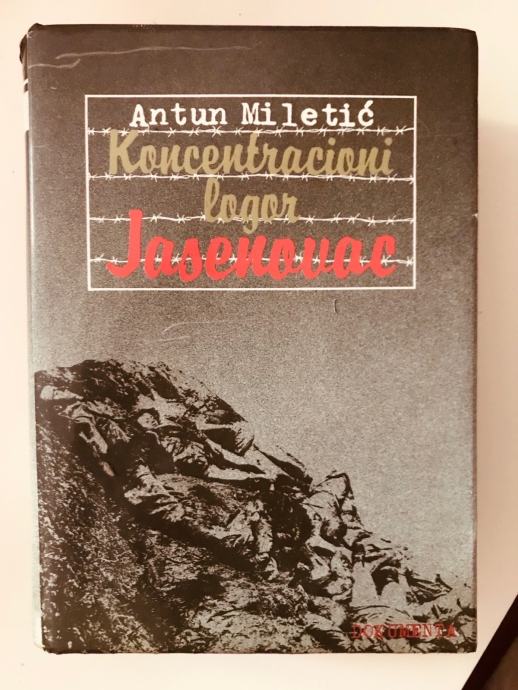 Antun Miletić
Koncentracioni
logor
Jasenovac
DOKUMENTA